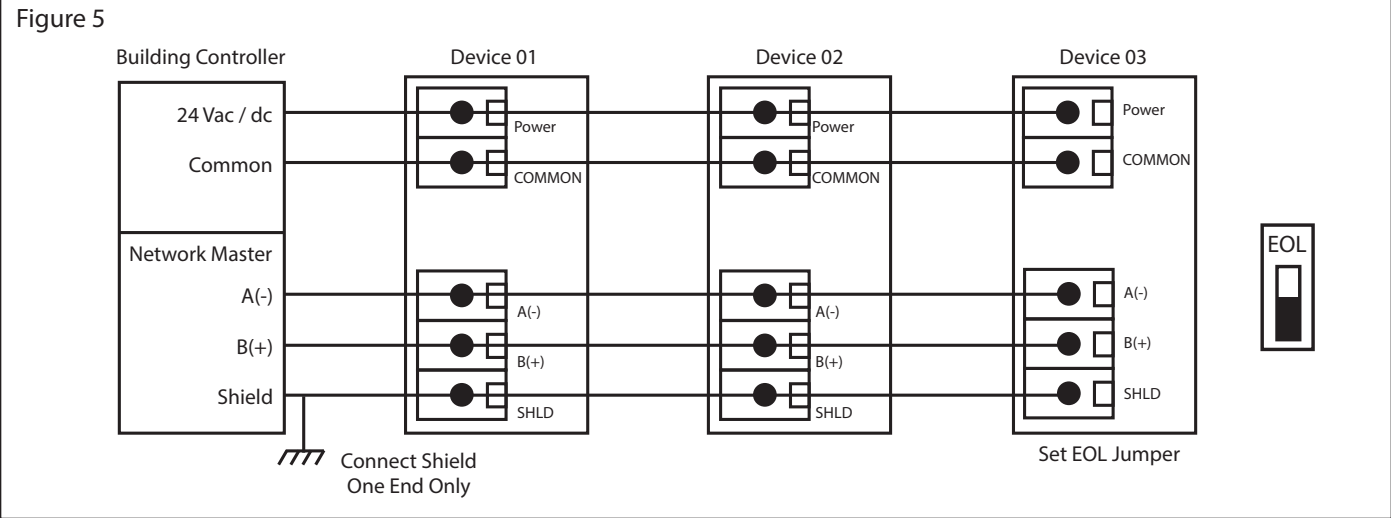 Figure 5
Building Controller
24 Vac / dc
Common
Network Master
A(-)
B(+)
Shield
Connect Shield
One End Only
Device 01
Power
COMMON
A(-)
B(+)
SHLD
Device 02
Power
COMMON
A(-)
B(+)
SHLD
Device 03
Power
COMMON
A(-)
B(+)
SHLD
Set EOL Jumper
EOL